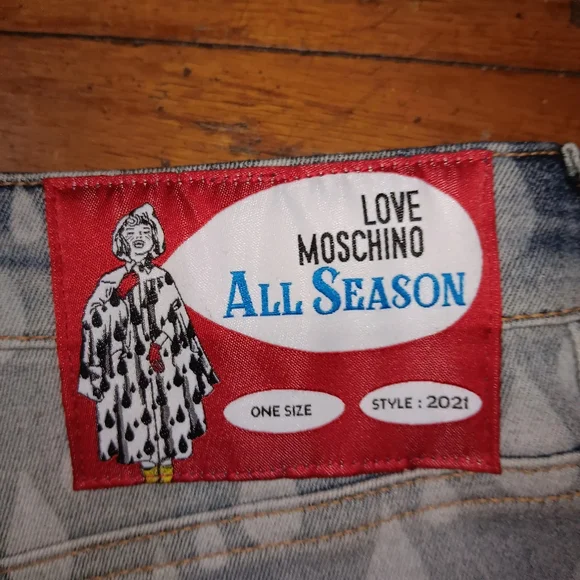 LOVE
MOSCHINO
ALL SEASON
ONE SIZE
STYLE : 2021